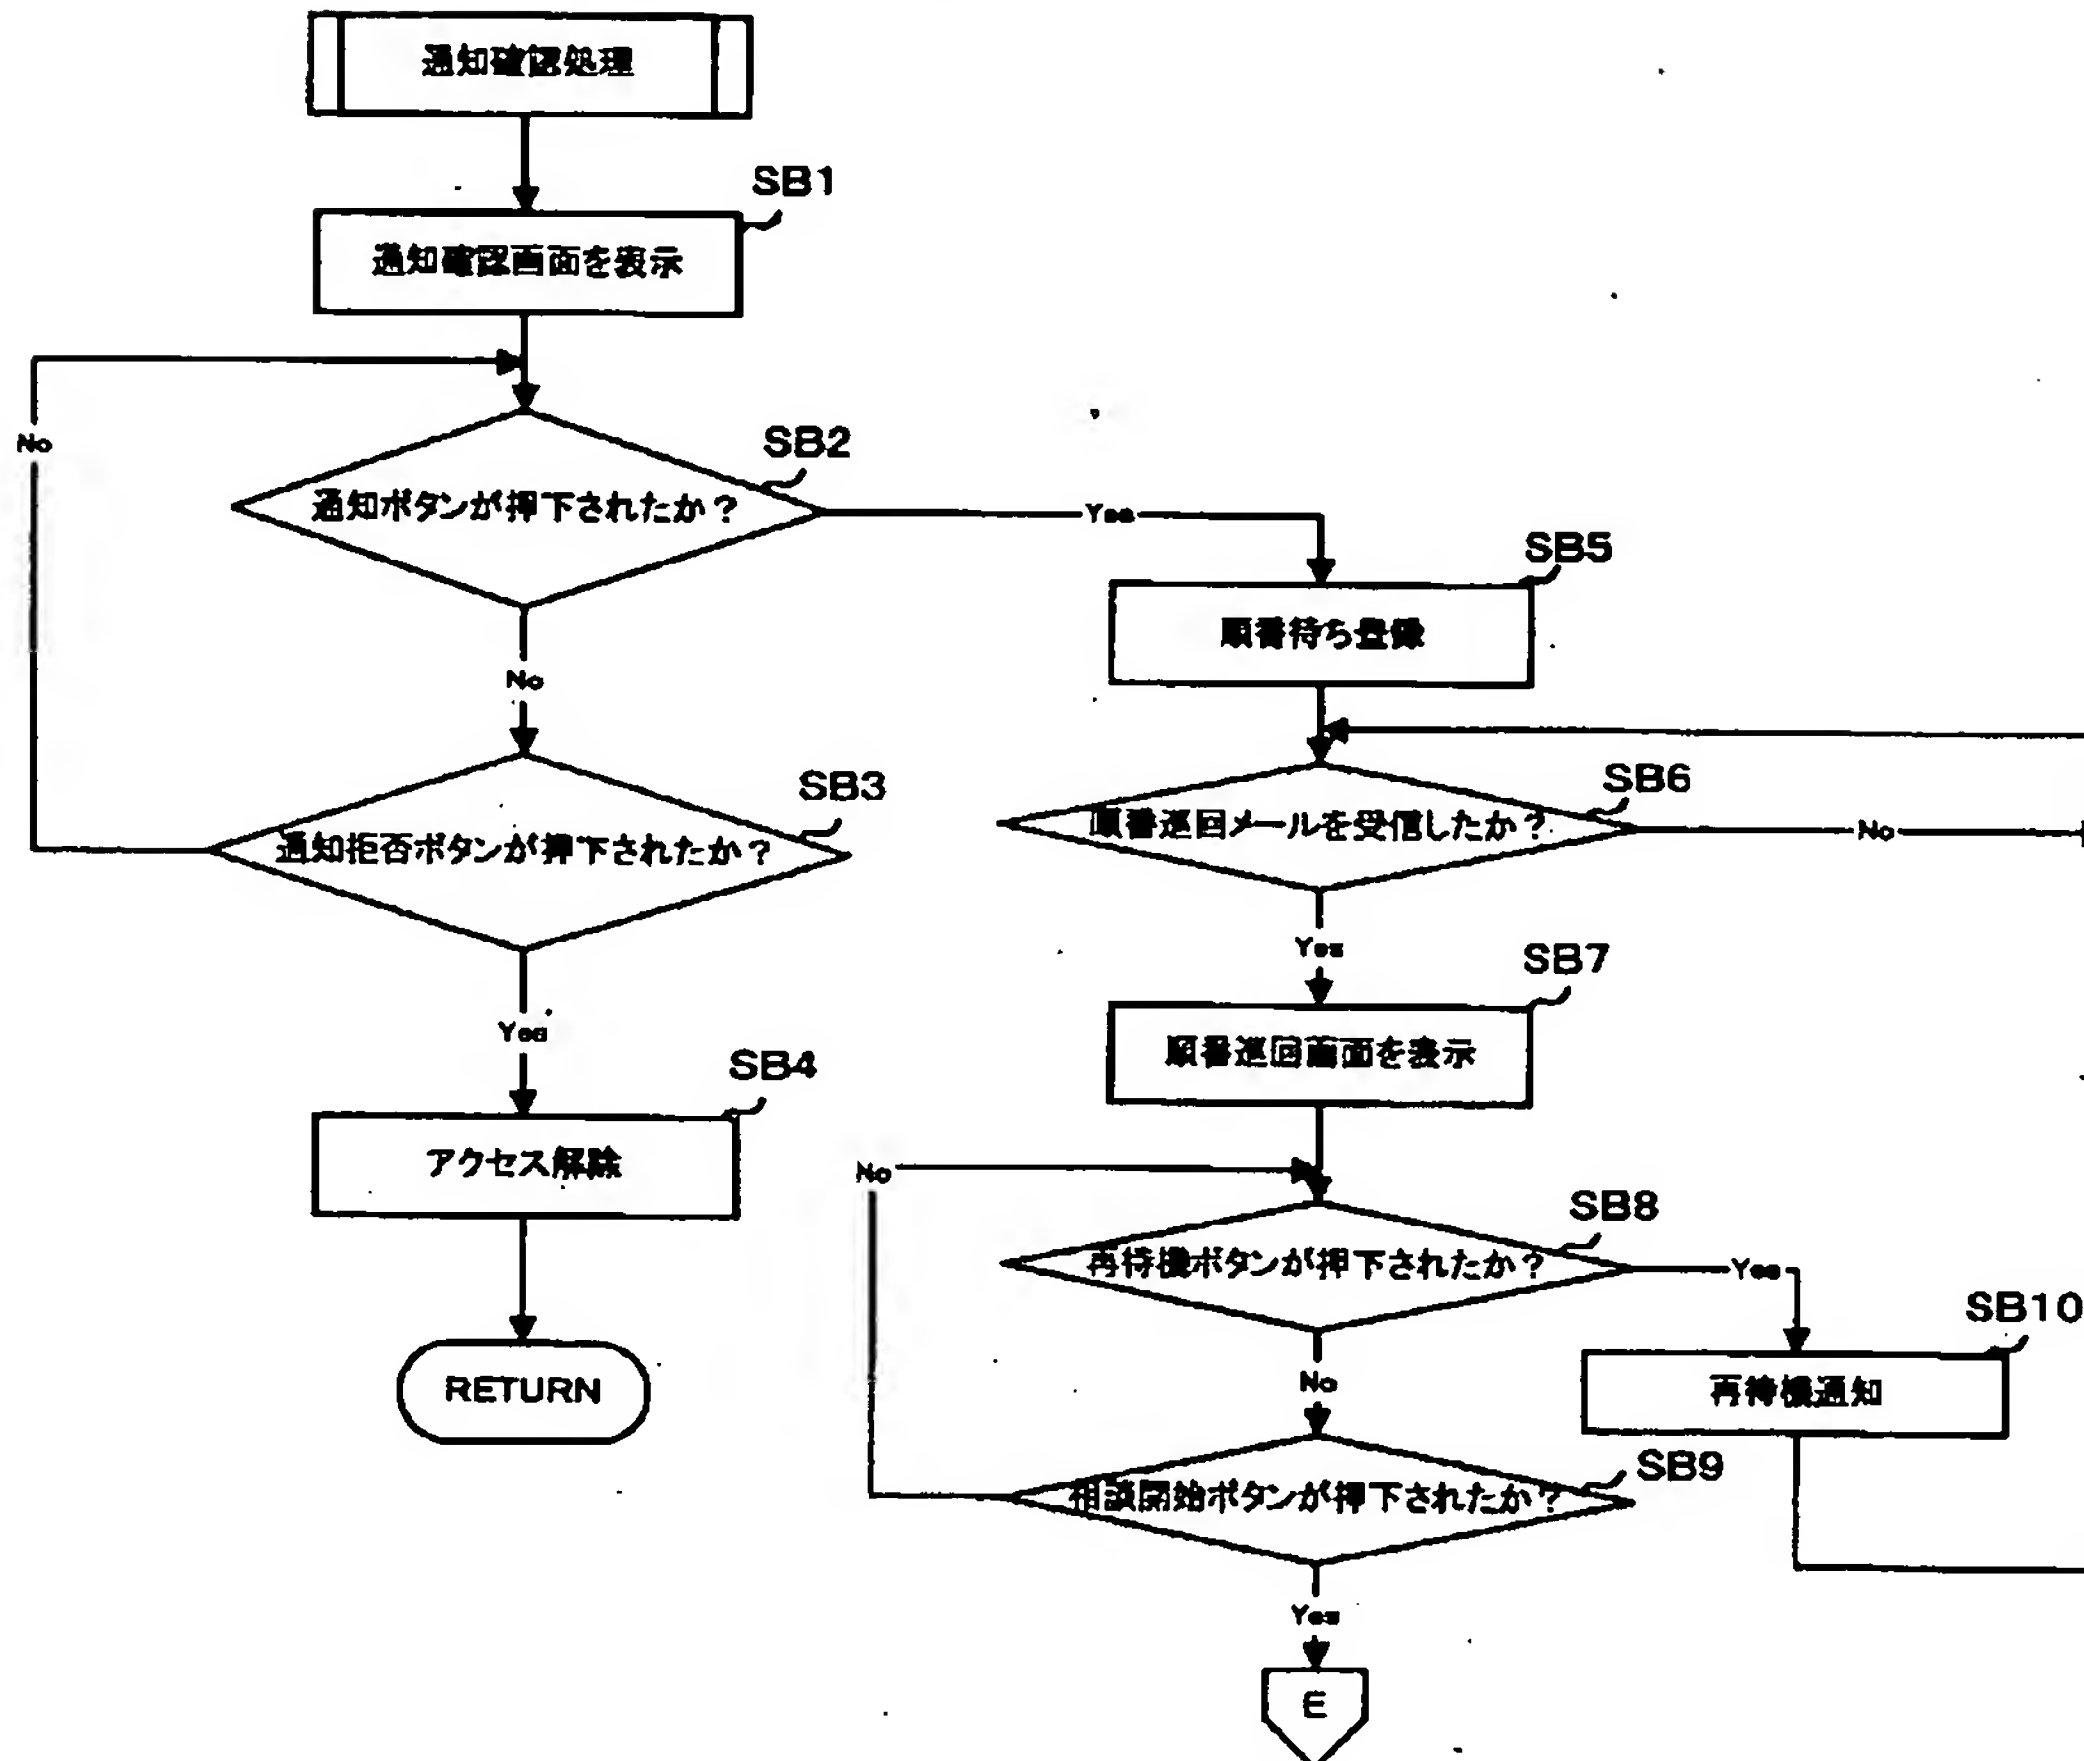 通知確認処理
SB1
通知確認画面を表示
No
SB2
通知ボタンが押下されたか？
Yes
No
SB3
通知拒否ボタンが押下されたか？
Yes
SB4
アクセス解除
RETURN
SB5
順番待ち登録
SB6
順番巡回メールを受信したか？
No
Yes
SB7
順番巡回画面を表示
No
SB8
再待機ボタンが押下されたか？
Yes
SB10
再待機通知
No
SB9
相談開始ボタンが押下されたか？
Yes
E